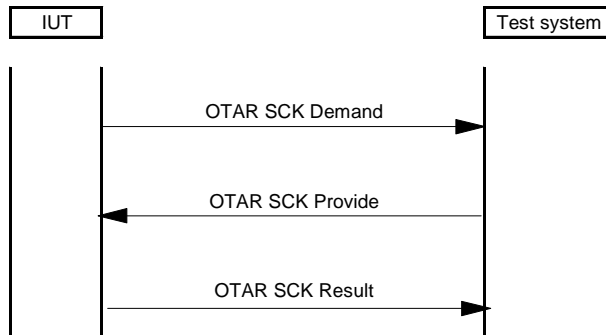 IUT
Test system
OTAR SCK Demand
OTAR SCK Provide
OTAR SCK Result